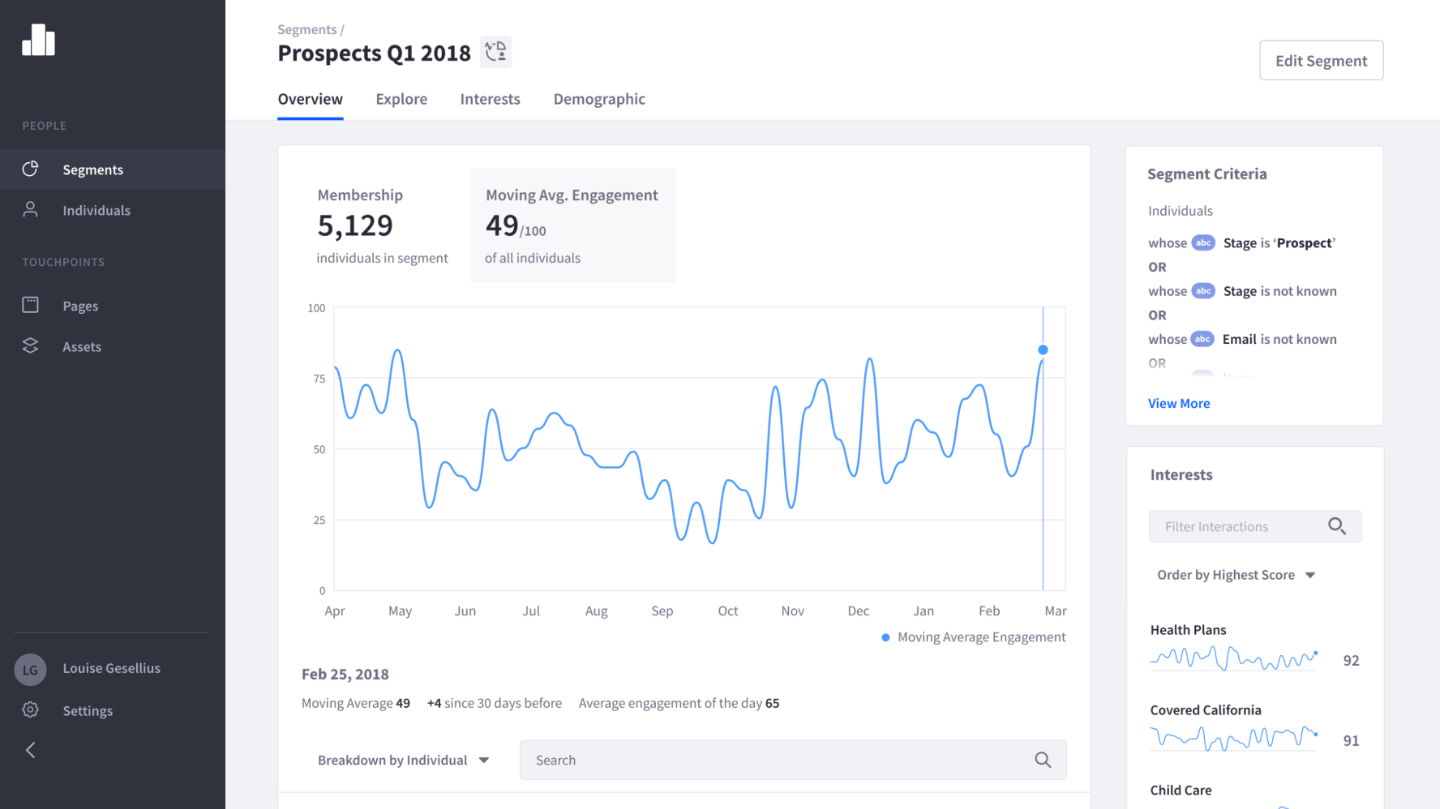 PEOPLE
Segments
Individuals
TOUCHPOINTS
Pages
Assets
LG
Louise Gesellius
Settings
Segments /
Prospects Q1 2018
Edit Segment
Overview
Explore
Interests
Demographic
Membership
5,129
individuals in segment
Moving Avg. Engagement
49/100
of all individuals
100
75
50
25
0
Apr May Jun Jul Aug Sep Oct Nov Dec Jan Feb Mar
Moving Average Engagement
Feb 25, 2018
Moving Average 49 +4 since 30 days before Average engagement of the day 65
Breakdown by Individual
Search
Segment Criteria
Individuals
whose abc Stage is ‘Prospect’
OR
whose abc Stage is not known
OR
whose abc Email is not known
OR
View More
Interests
Filter Interactions
Order by Highest Score
Health Plans
92
Covered California
91
Child Care